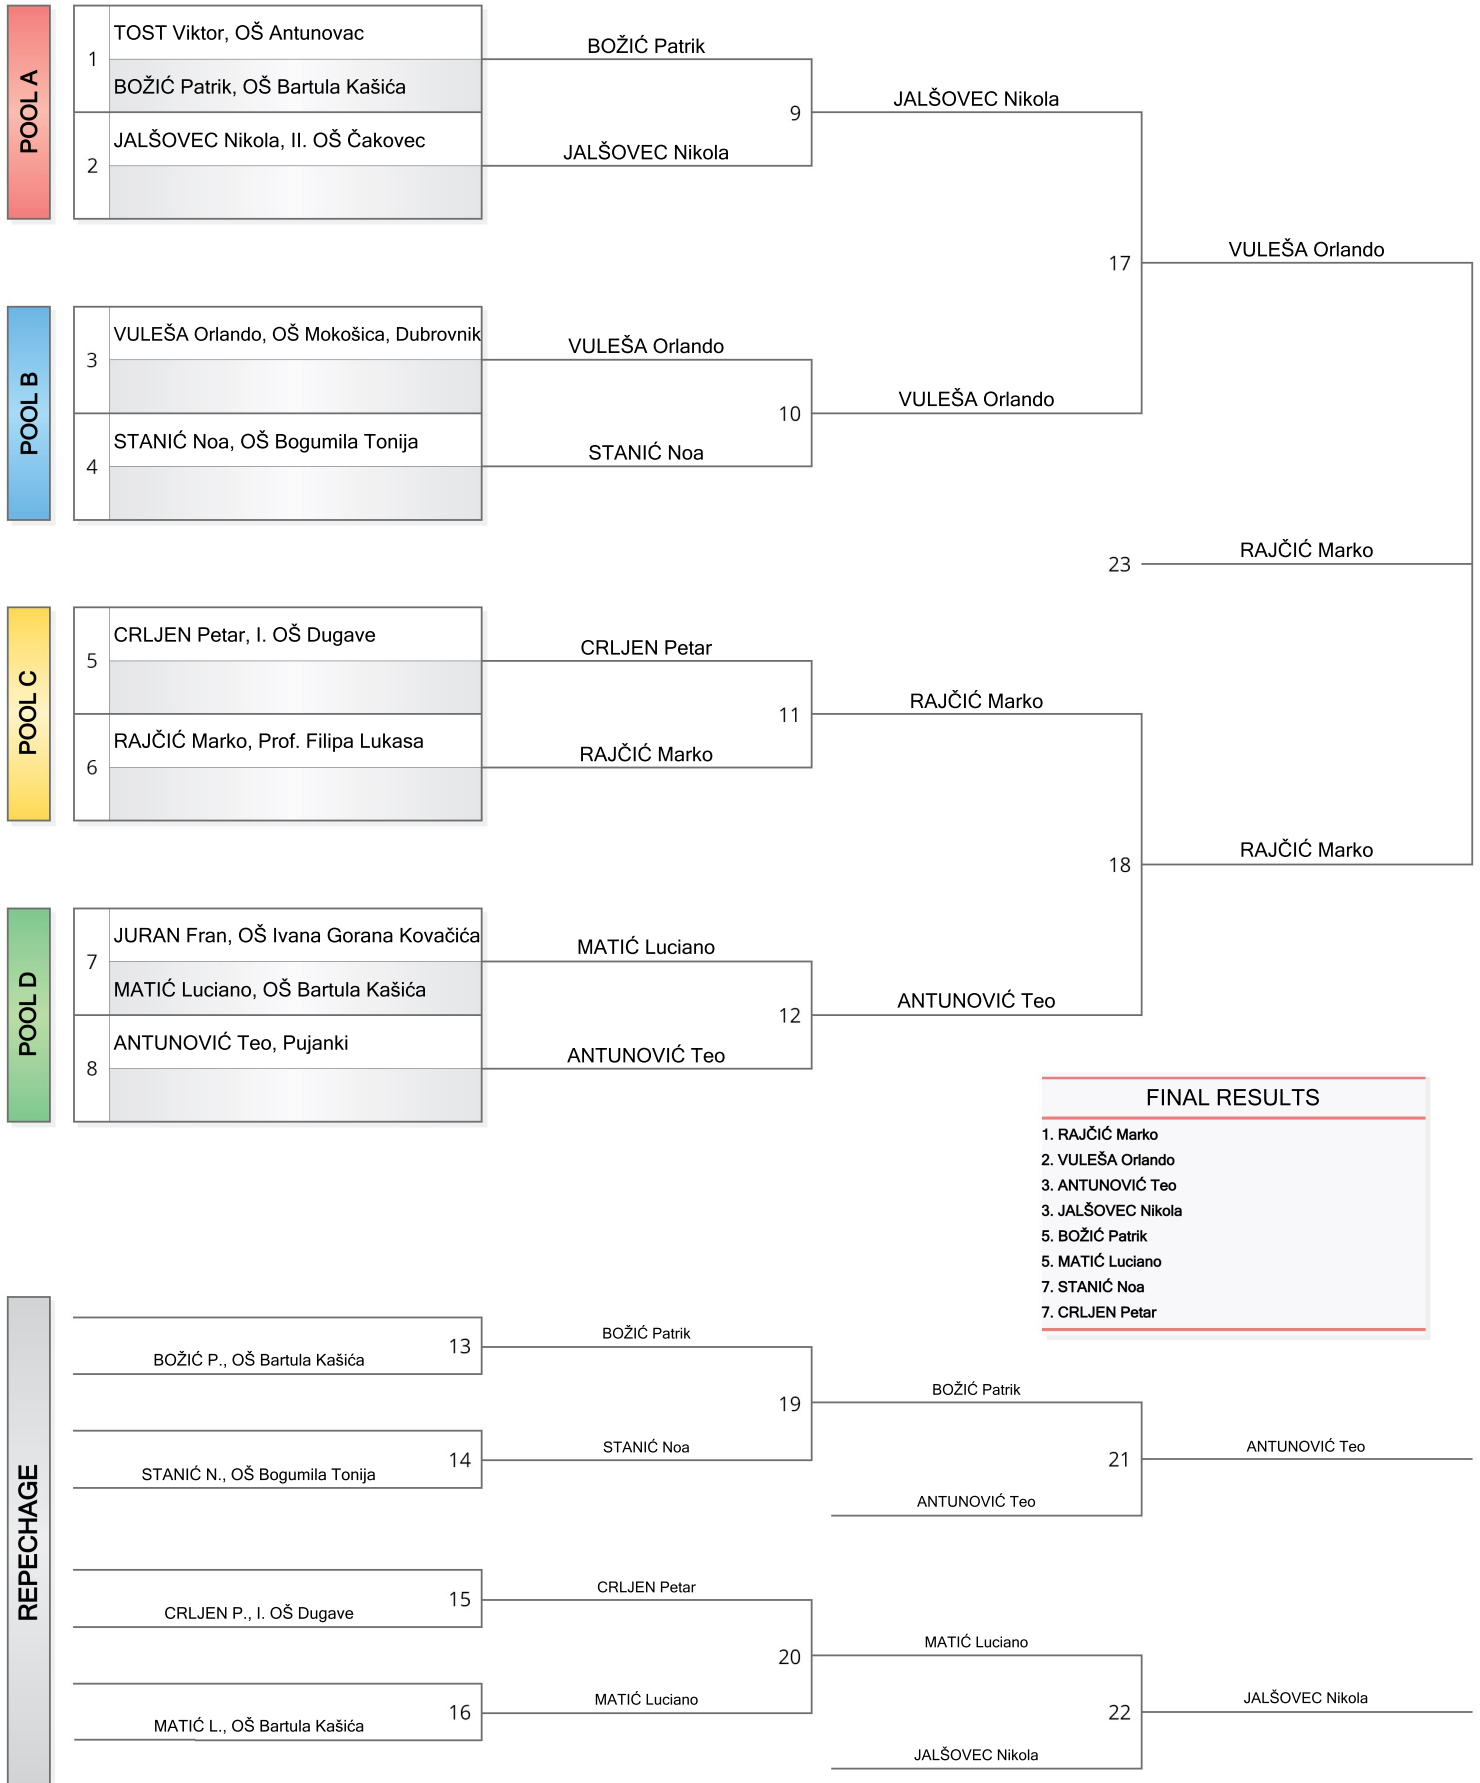 POOL A
1
TOST Viktor, OŠ Antunovac
BOŽIĆ Patrik, OŠ Bartula Kašića
2
JALŠOVEC Nikola, II. OŠ Čakovec
BOŽIĆ Patrik
JALŠOVEC Nikola
9
JALŠOVEC Nikola
17
VULEŠA Orlando
POOL B
3
VULEŠA Orlando, OŠ Mokošica, Dubrovnik
4
STANIĆ Noa, OŠ Bogumila Tonija
VULEŠA Orlando
STANIĆ Noa
10
VULEŠA Orlando
23
RAJČIĆ Marko
POOL C
5
CRLJEN Petar, I. OŠ Dugave
6
RAJČIĆ Marko, Prof. Filipa Lukasa
CRLJEN Petar
RAJČIĆ Marko
11
RAJČIĆ Marko
18
RAJČIĆ Marko
POOL D
7
JURAN Fran, OŠ Ivana Gorana Kovačića
MATIĆ Luciano, OŠ Bartula Kašića
8
ANTUNOVIĆ Teo, Pujanki
MATIĆ Luciano
ANTUNOVIĆ Teo
12
ANTUNOVIĆ Teo
FINAL RESULTS
1. RAJČIĆ Marko
2. VULEŠA Orlando
3. ANTUNOVIĆ Teo
3. JALŠOVEC Nikola
5. BOŽIĆ Patrik
5. MATIĆ Luciano
7. STANIĆ Noa
7. CRLJEN Petar
REPECHAGE
BOŽIĆ P., OŠ Bartula Kašića
13
BOŽIĆ Patrik
STANIĆ N., OŠ Bogumila Tonija
14
STANIĆ Noa
19
BOŽIĆ Patrik
ANTUNOVIĆ Teo
21
ANTUNOVIĆ Teo
CRLJEN P., I. OŠ Dugave
15
CRLJEN Petar
MATIĆ L., OŠ Bartula Kašića
16
MATIĆ Luciano
20
MATIĆ Luciano
JALŠOVEC Nikola
22
JALŠOVEC Nikola